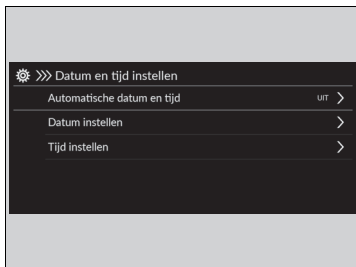 Datum en tijd instellen
Automatische datum en tijd UIT
Datum instellen
Tijd instellen